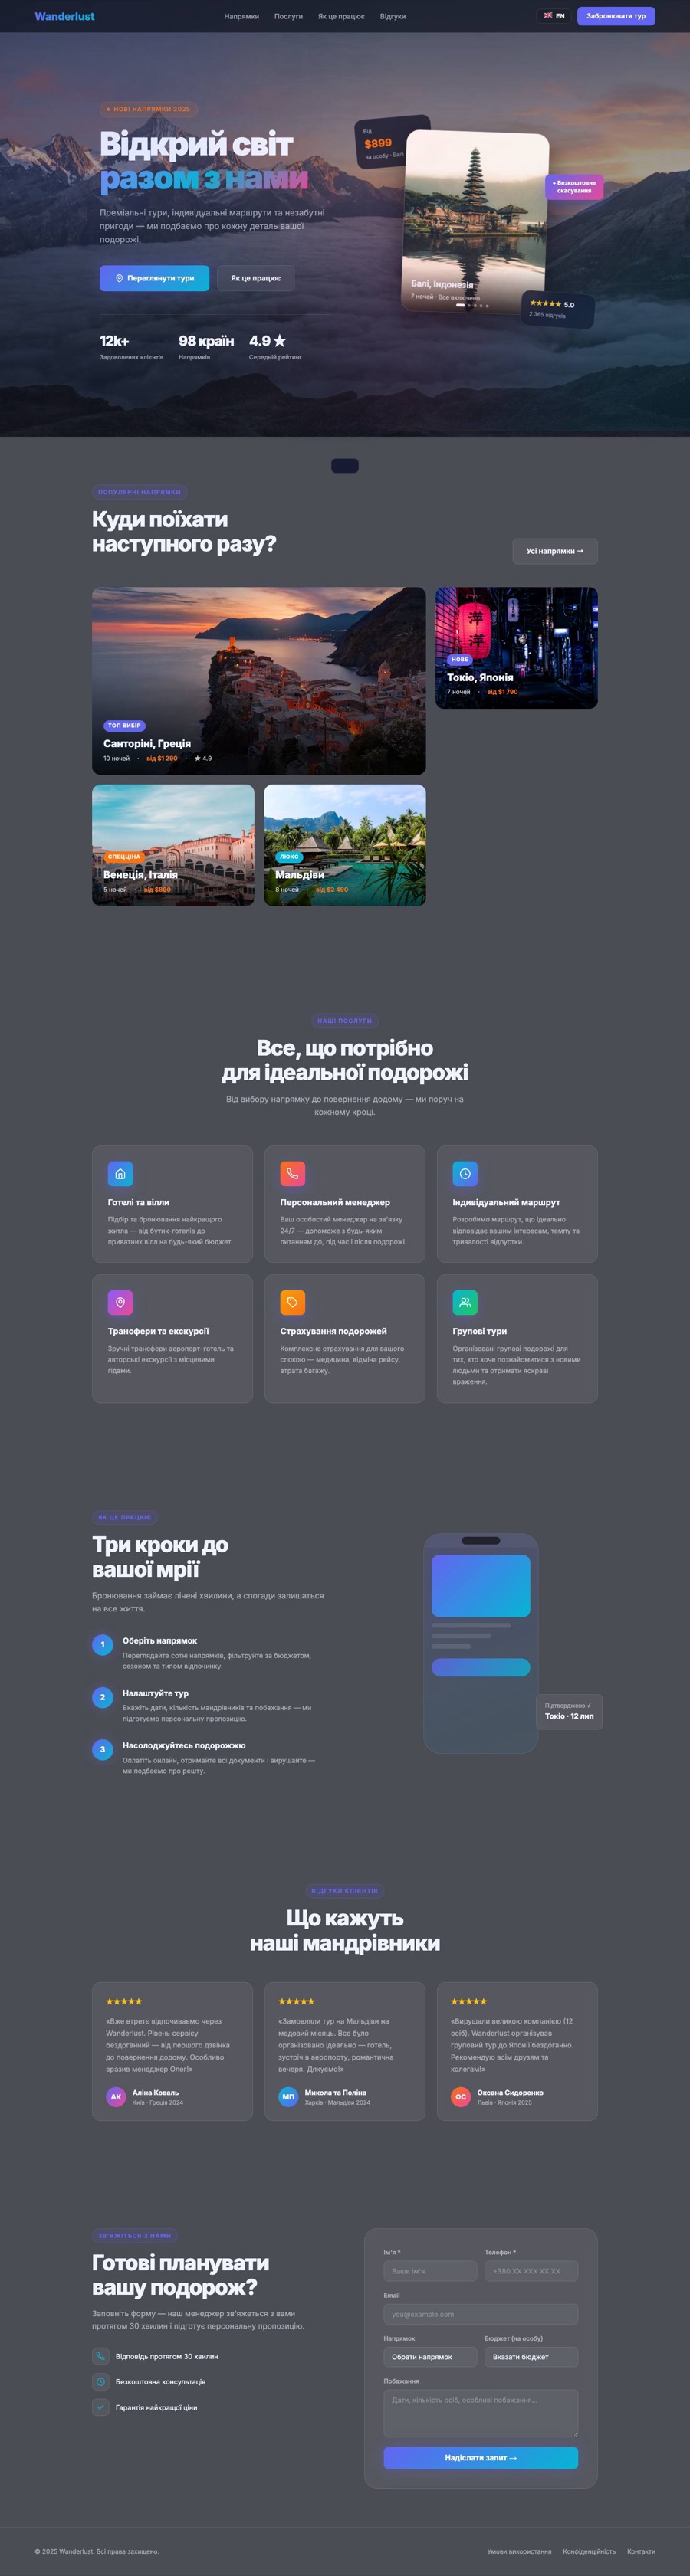 Wanderlust
Напрямки
Послуги
Як це працює
Відгуки
EN
Забронювати тур
НОВІ НАПРЯМКИ 2025
Відкрий світ
разом з нами
Преміальні тури, індивідуальні маршрути та незабутні
пригоди — ми подбаємо про кожну деталь вашої
подорожі.
Переглянути тури
Як це працює
12k+
Задоволених клієнтів
98 країн
Напрямків
4.9 ★
Середній рейтинг
Від
$899
за особу · Балі
+ Безкоштовне
скасування
Балі, Індонезія
7 ночей · Все включено
★★★★★ 5.0
2 365 відгуків
ПОПУЛЯРНІ НАПРЯМКИ
Куди поїхати
наступного разу?
Усі напрямки →
ТОП ВИБІР
Санторіні, Греція
10 ночей · від $1 290 · ★ 4.9
НОВЕ
Токіо, Японія
7 ночей · від $1 790
СПЕЦЦІНА
Венеція, Італія
5 ночей · від $890
ЛЮКС
Мальдіви
8 ночей · від $2 490
НАШІ ПОСЛУГИ
Все, що потрібно
для ідеальної подорожі
Від вибору напрямку до повернення додому — ми поруч на
кожному кроці.
Готелі та вілли
Підбір та бронювання найкращого
житла — від бутик-готелів до
приватних вілл на будь-який бюджет.
Персональний менеджер
Ваш особистий менеджер на зв'язку
24/7 — допоможе з будь-яким
питанням до, під час і після подорожі.
Індивідуальний маршрут
Розробимо маршрут, що ідеально
відповідає вашим інтересам, темпу та
тривалості відпустки.
Трансфери та екскурсії
Зручні трансфери аеропорт–готель та
авторські екскурсії з місцевими
гідами.
Страхування подорожей
Комплексне страхування для вашого
спокою — медицина, відміна рейсу,
втрата багажу.
Групові тури
Організовані групові подорожі для
тих, хто хоче познайомитися з новими
людьми та отримати яскраві
враження.
ЯК ЦЕ ПРАЦЮЄ
Три кроки до
вашої мрії
Бронювання займає лічені хвилини, а спогади залишаться
на все життя.
1
Оберіть напрямок
Переглядайте сотні напрямків, фільтруйте за бюджетом,
сезоном та типом відпочинку.
2
Налаштуйте тур
Вкажіть дати, кількість мандрівників та побажання — ми
підготуємо персональну пропозицію.
3
Насолоджуйтесь подорожжю
Оплатіть онлайн, отримайте всі документи і вирушайте —
ми подбаємо про решту.
Підтверджено ✓
Токіо · 12 лип
ВІДГУКИ КЛІЄНТІВ
Що кажуть
наші мандрівники
★★★★★
«Вже втретє відпочиваємо через
Wanderlust. Рівень сервісу
бездоганний — від першого дзвінка
до повернення додому. Особливо
вразив менеджер Олег!»
АК
Аліна Коваль
Київ · Греція 2024
★★★★★
«Замовляли тур на Мальдіви на
медовий місяць. Все було
організовано ідеально — готель,
зустріч в аеропорту, романтична
вечеря. Дякуємо!»
МП
Микола та Поліна
Харків · Мальдіви 2024
★★★★★
«Вирушали великою компанією (12
осіб). Wanderlust організував
груповий тур до Японії бездоганно.
Рекомендую всім друзям та
колегам!»
ОС
Оксана Сидоренко
Львів · Японія 2025
ЗВ'ЯЖІТЬСЯ З НАМИ
Готові планувати
вашу подорож?
Заповніть форму — наш менеджер зв'яжеться з вами
протягом 30 хвилин і підготує персональну пропозицію.
Відповідь протягом 30 хвилин
Безкоштовна консультація
Гарантія найкращої ціни
Ім'я *
Ваше ім'я
Телефон *
+380 XX XXX XX XX
Email
you@example.com
Напрямок
Обрати напрямок
Бюджет (на особу)
Вказати бюджет
Побажання
Дати, кількість осіб, особливі побажання...
Надіслати запит →
© 2025 Wanderlust. Всі права захищено.
Умови використання
Конфіденційність
Контакти